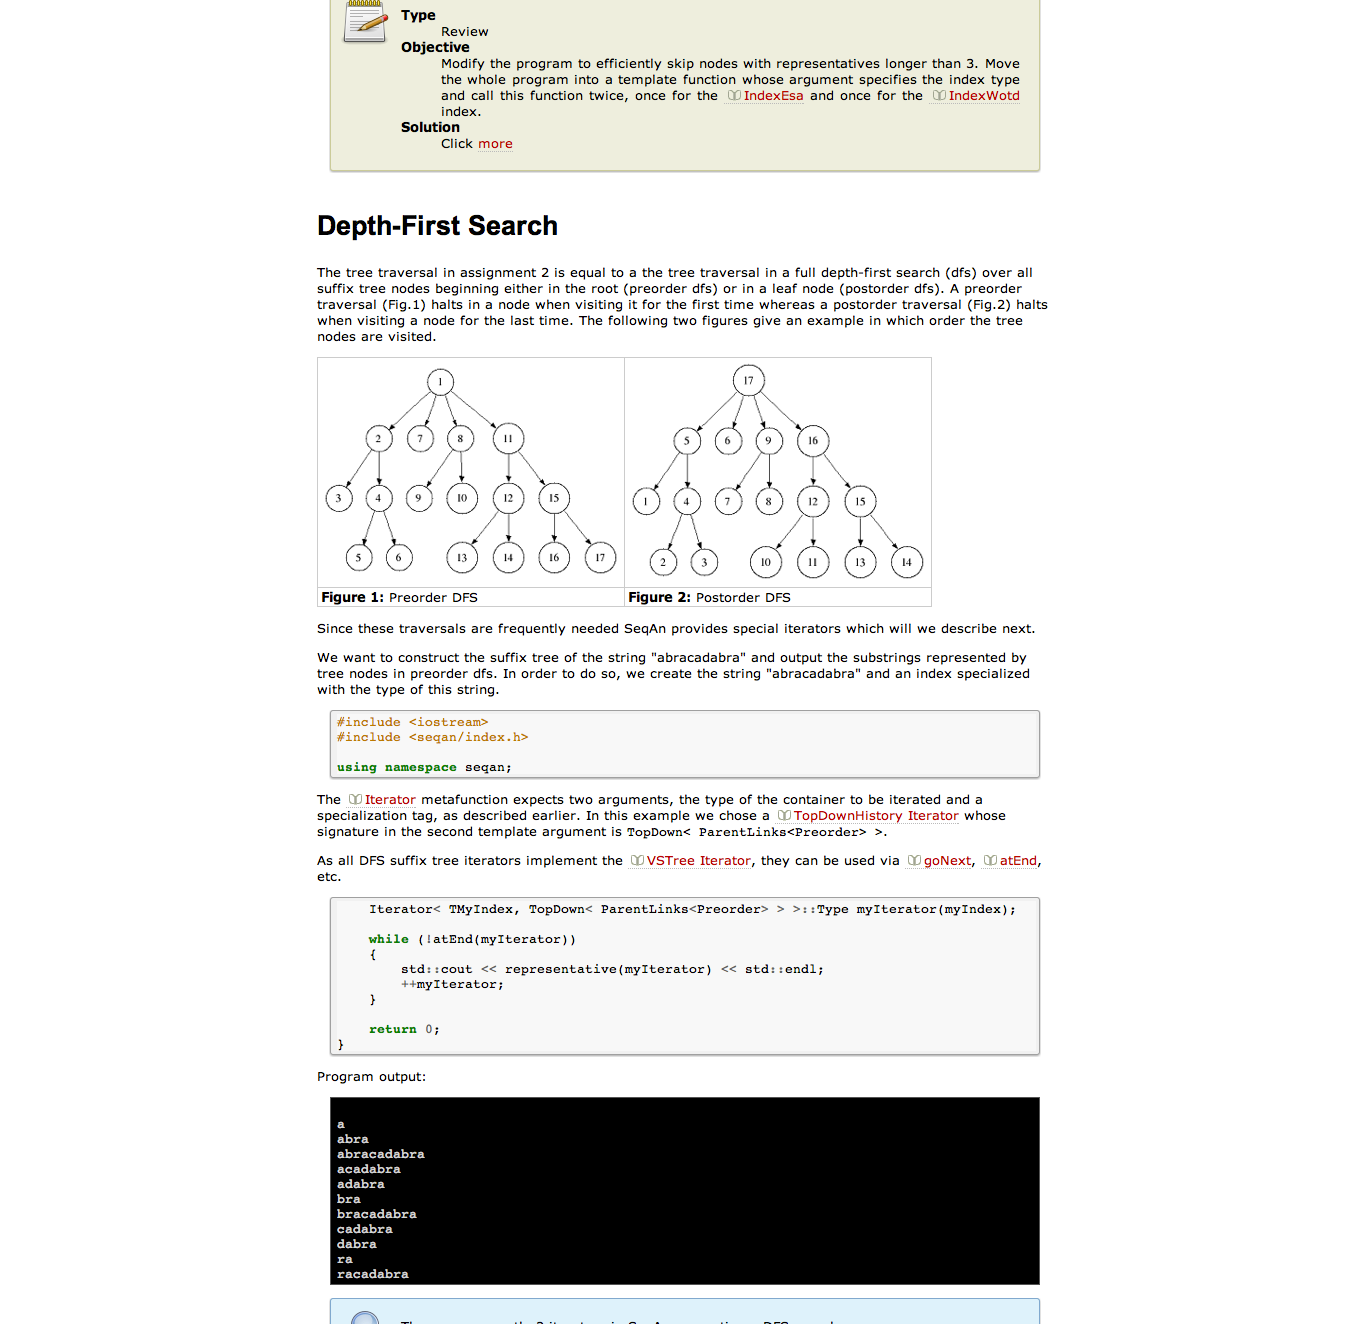 Type
Review
Objective
Modify the program to efficiently skip nodes with representatives longer than 3. Move
the whole program into a template function whose argument specifies the index type
and call this function twice, once for the IndexEsa and once for the IndexWotd
index.
Solution
Click more
Depth-First Search
The tree traversal in assignment 2 is equal to a the tree traversal in a full depth-first search (dfs) over all
suffix tree nodes beginning either in the root (preorder dfs) or in a leaf node (postorder dfs). A preorder
traversal (Fig.1) halts in a node when visiting it for the first time whereas a postorder traversal (Fig.2) halts
when visiting a node for the last time. The following two figures give an example in which order the tree
nodes are visited.
1
2 7 8 11
3 4 9 10 12 15
5 6 13 14 16 17
Figure 1: Preorder DFS
17
5 6 9 16
1 4 7 8 12 15
2 3 10 11 13 14
Figure 2: Postorder DFS
Since these traversals are frequently needed SeqAn provides special iterators which will we describe next.
We want to construct the suffix tree of the string "abracadabra" and output the substrings represented by
tree nodes in preorder dfs. In order to do so, we create the string "abracadabra" and an index specialized
with the type of this string.
#include <iostream>
#include <seqan/index.h>
using namespace seqan;
The Iterator metafunction expects two arguments, the type of the container to be iterated and a
specialization tag, as described earlier. In this example we chose a TopDownHistory Iterator whose
signature in the second template argument is TopDown< ParentLinks<Preorder> >.
As all DFS suffix tree iterators implement the VSTree Iterator, they can be used via goNext, atEnd,
etc.
Iterator< TMyIndex, TopDown< ParentLinks<Preorder> > >::Type myIterator(myIndex);
while (!atEnd(myIterator))
{
std::cout << representative(myIterator) << std::endl;
++myIterator;
}
return 0;
}
Program output:
a
abra
abracadabra
acadabra
adabra
bra
bracadabra
cadabra
dabra
ra
racadabra